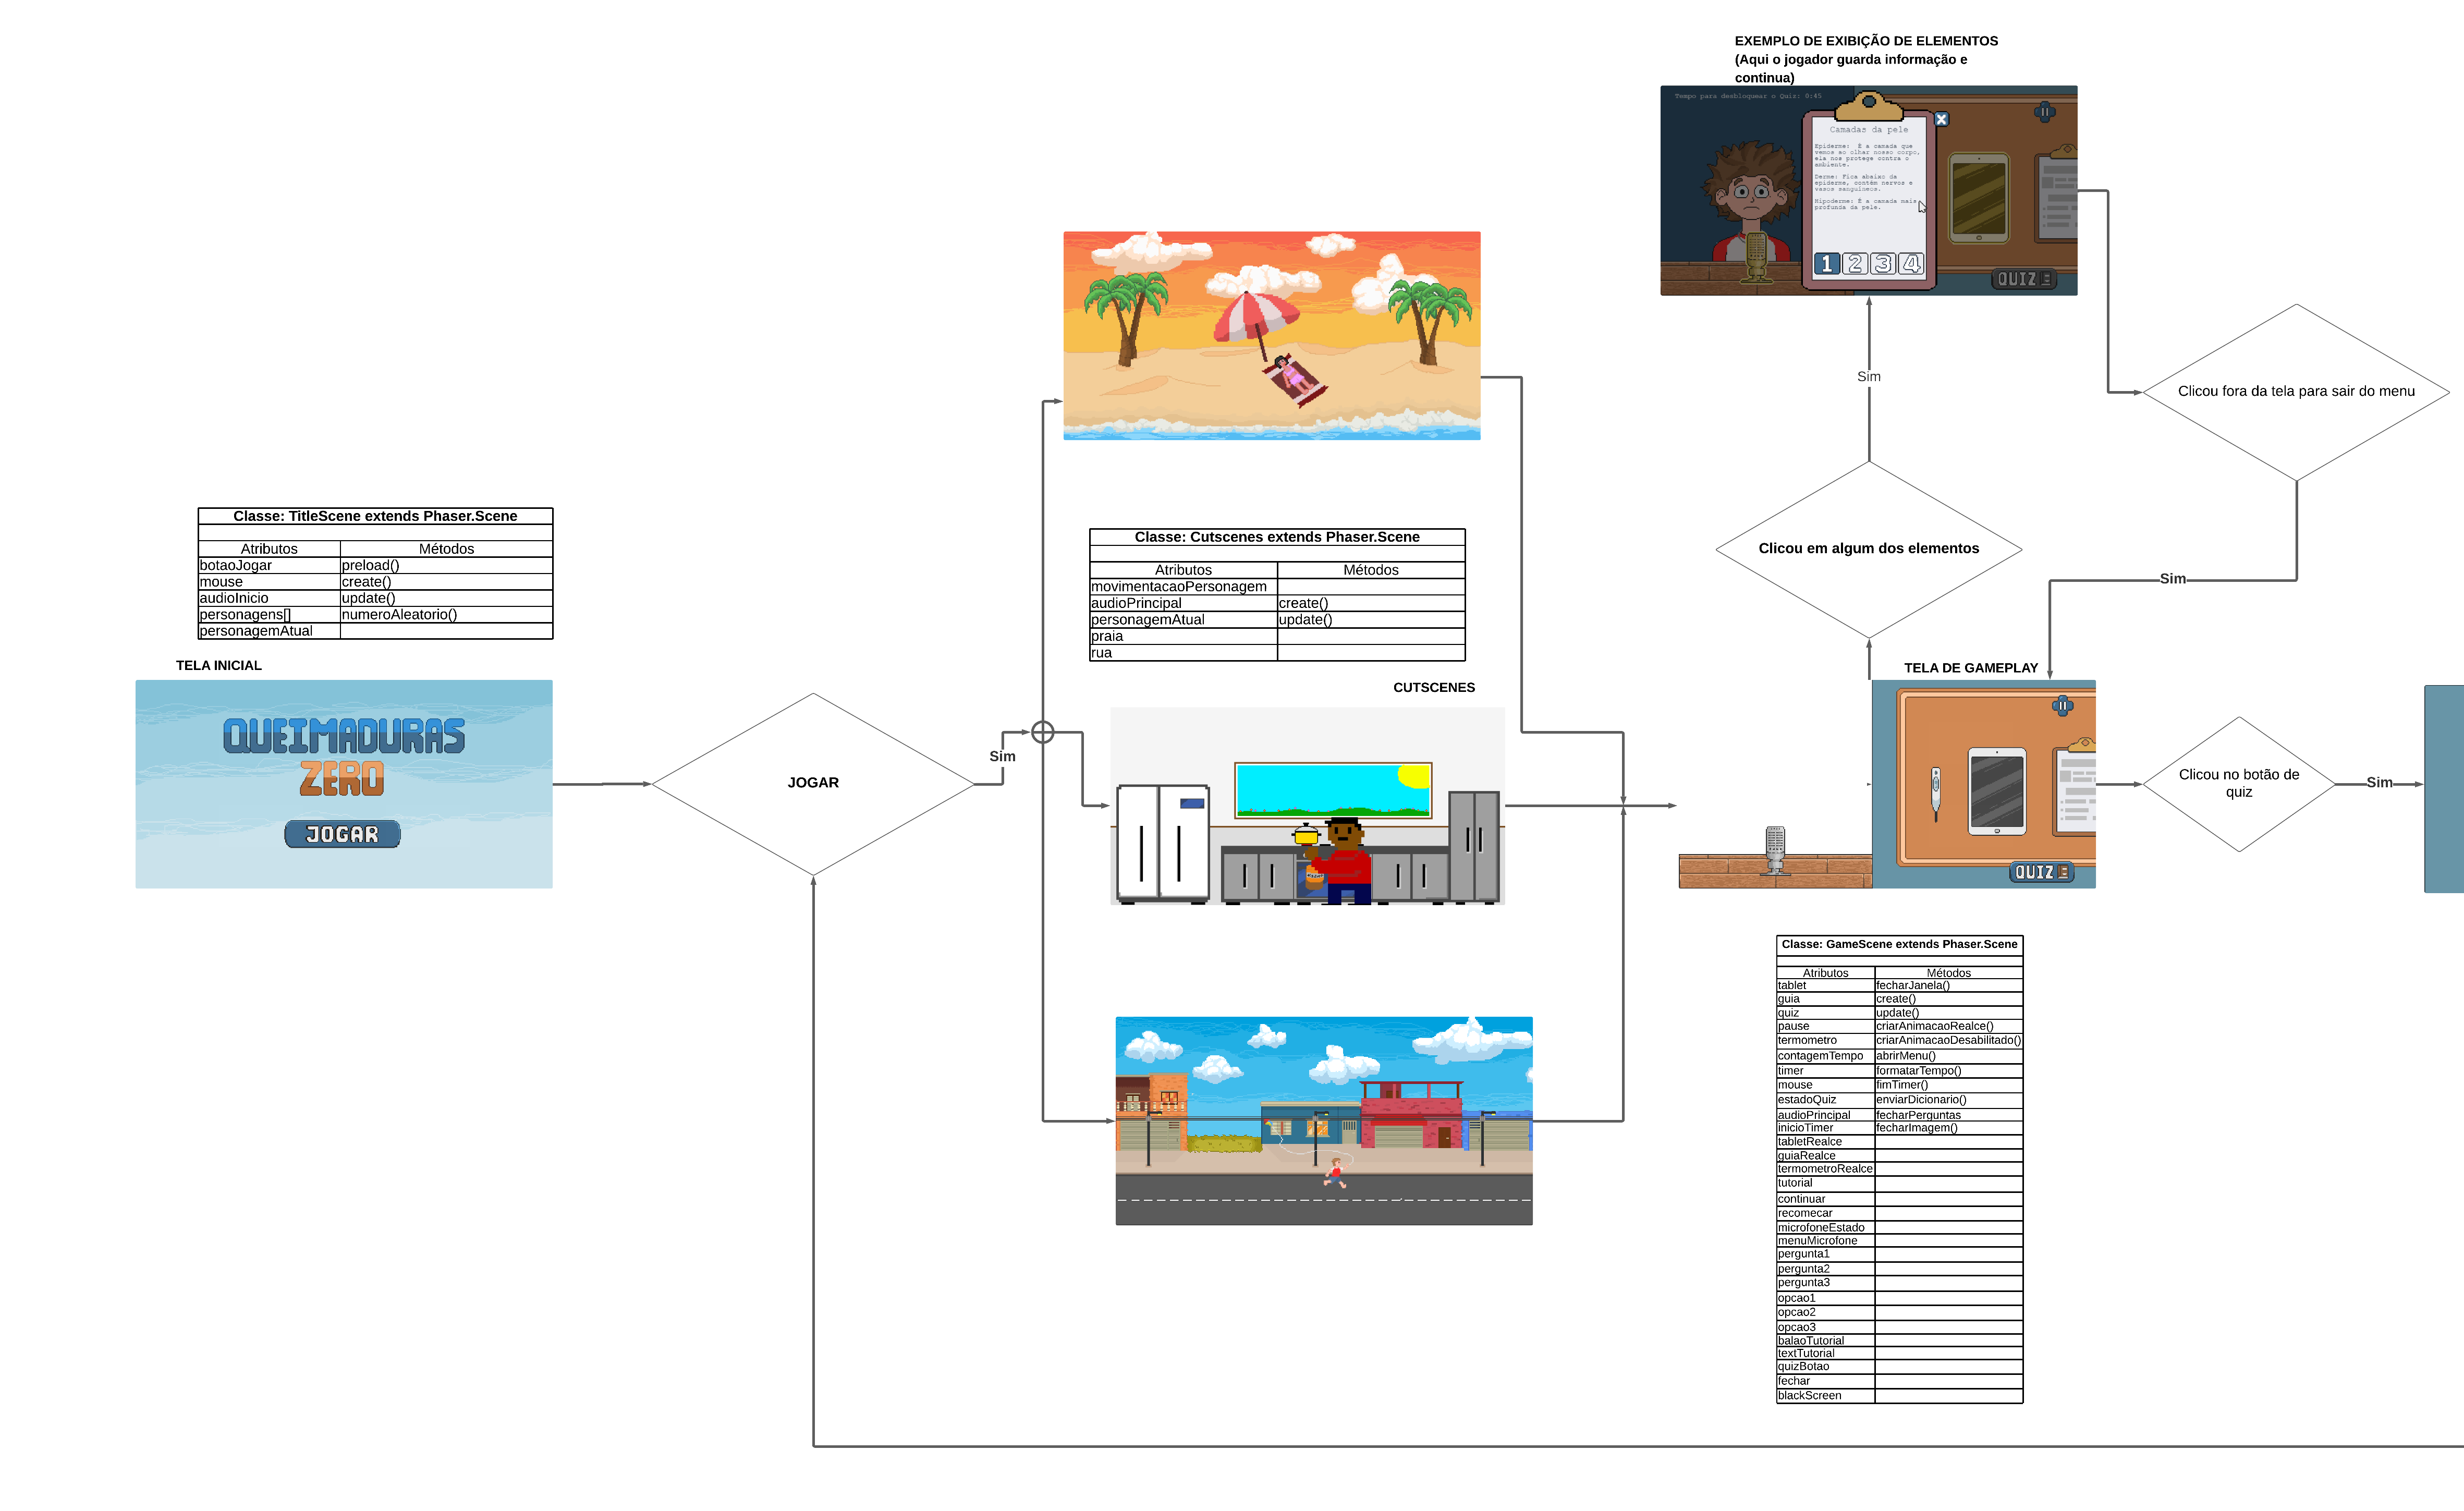 EXEMPLO DE EXIBIÇÃO DE ELEMENTOS
(Aqui o jogador guarda informação e
continua)
Tempo para desbloquear o Quiz: 0:45
Camadas da pele
Epiderme: É a camada que
vemos ao olhar nosso corpo,
ela nos protege contra o
ambiente.
Derme: Fica abaixo da
epiderme, contém nervos e
vasos sanguíneos.
Hipoderme: É a camada mais
profunda da pele.
1 2 3 4
QUIZ
Sim
Clicou fora da tela para sair do menu
Clicou em algum dos elementos
Sim
Classe: TitleScene extends Phaser.Scene
Atributos Métodos
botaoJogar preload()
mouse create()
audioInicio update()
personagens[] numeroAleatorio()
personagemAtual
TELA INICIAL
QUEIMADURAS
ZERO
JOGAR
JOGAR
Sim
Classe: Cutscenes extends Phaser.Scene
Atributos Métodos
movimentacaoPersonagem
audioPrincipal create()
personagemAtual update()
praia
rua
CUTSCENES
TELA DE GAMEPLAY
QUIZ
Clicou no botão de
quiz
Sim
Classe: GameScene extends Phaser.Scene
Atributos Métodos
tablet fecharJanela()
guia create()
quiz update()
pause criarAnimacaoRealce()
termometro criarAnimacaoDesabilitado()
contagemTempo abrirMenu()
timer formatarTempo()
mouse fimTimer()
estadoQuiz enviarDicionario()
audioPrincipal fecharPerguntas
inicioTimer fecharImagem()
tabletRealce
guiaRealce
termometroRealce
tutorial
continuar
recomecar
microfoneEstado
menuMicrofone
pergunta1
pergunta2
pergunta3
opcao1
opcao2
opcao3
balaoTutorial
textTutorial
quizBotao
fechar
blackScreen